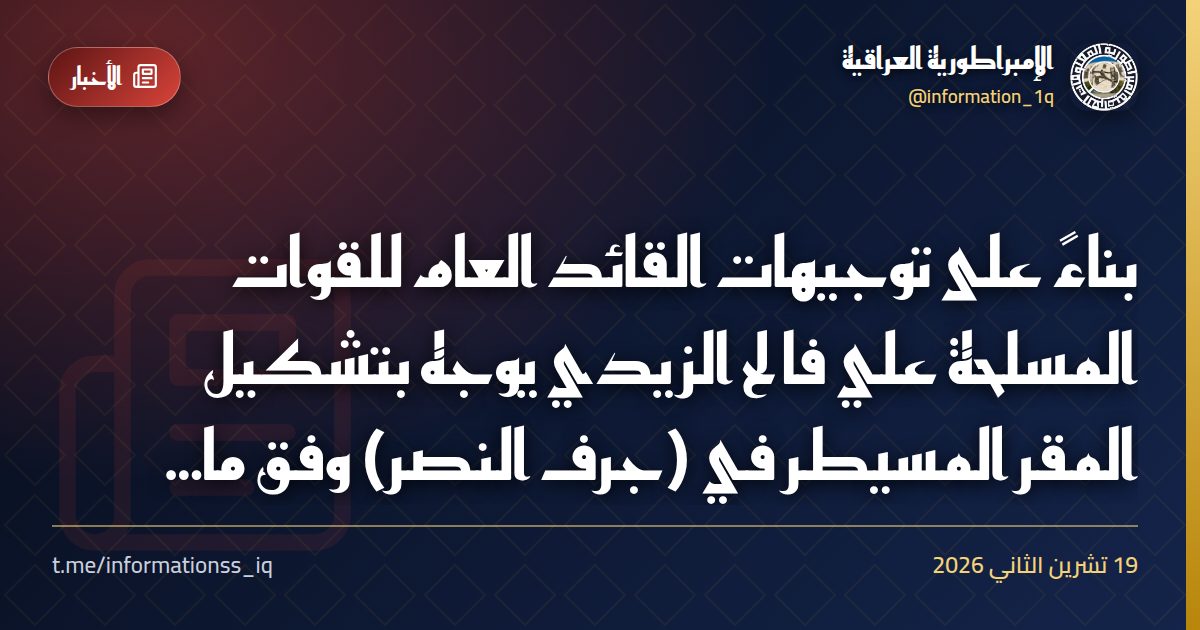 الإمبراطورية العراقية
@information_1q
الأخبار
بناءً على توجيهات القائد العام للقوات
المسلحة علي فالح الزيدي يوجه بتشكيل
المقر المسيطر في (جرف النصر) وفق ما...
19 تشرين الثاني 2026
t.me/informationss_iq